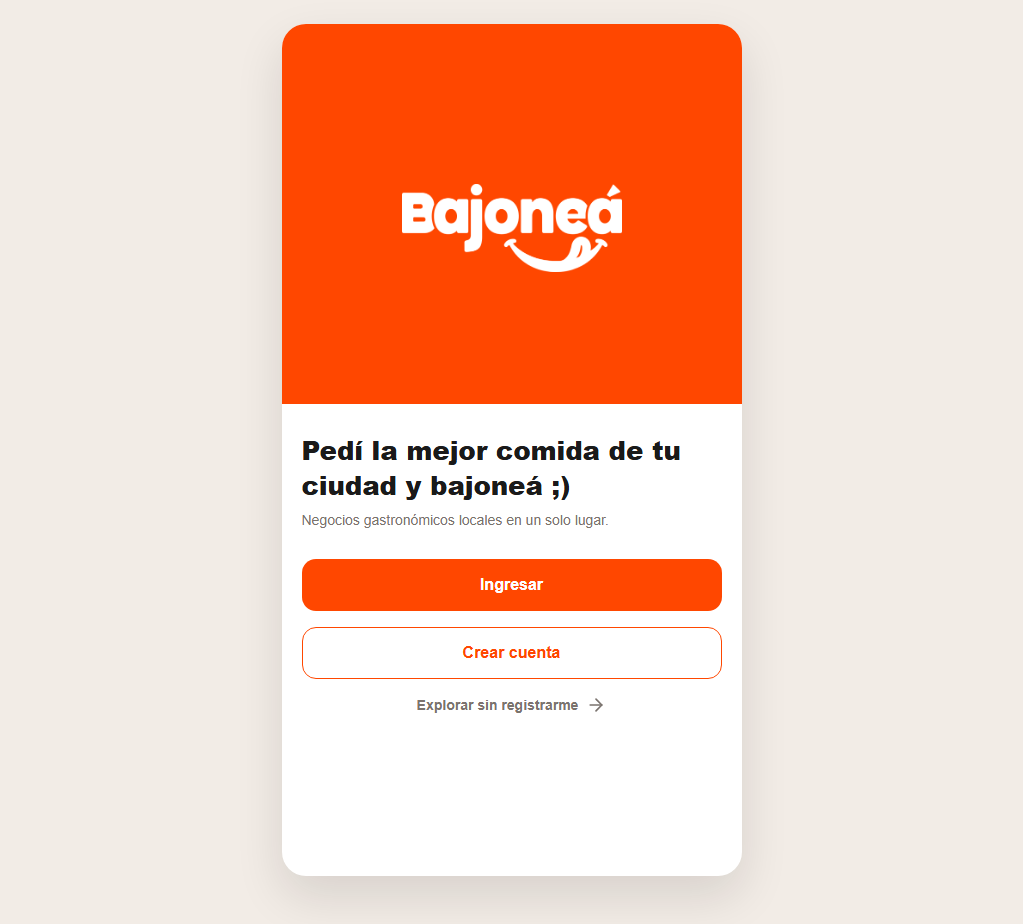 Bajoneá
Pedí la mejor comida de tu
ciudad y bajoneá ;)
Negocios gastronómicos locales en un solo lugar.
Ingresar
Crear cuenta
Explorar sin registrarme